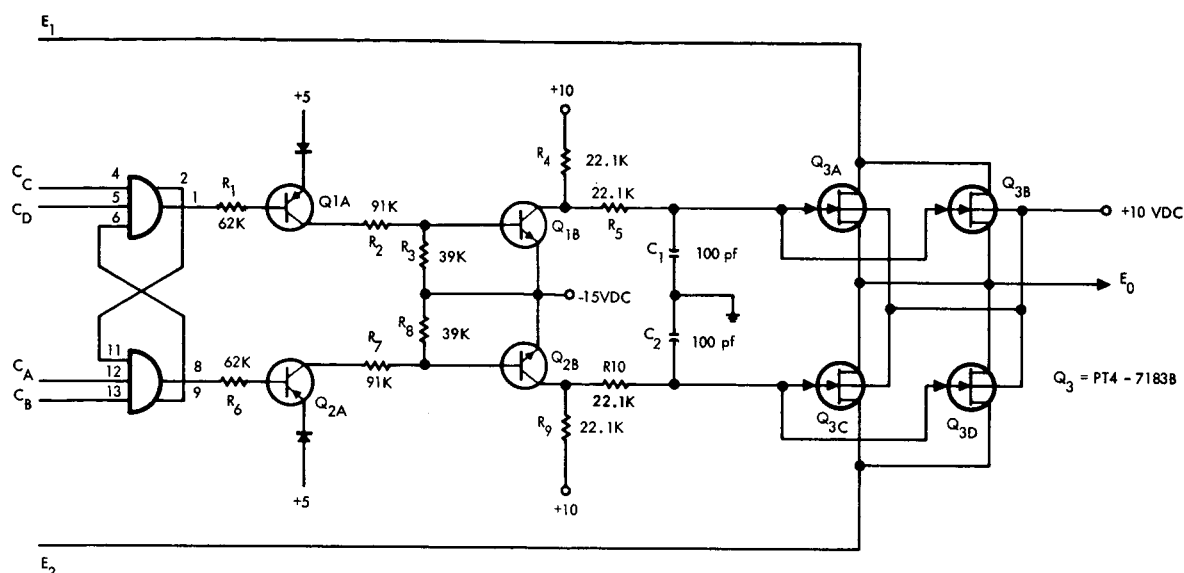 E1
+5
+10
R4 22.1K
Q3A
Q3B
CC 4 2
CD 5 1
6
R1
62K
Q1A
91K
R2
R3 39K
Q1B
22.1K
R5
C1 100 pf
+10 VDC
-15VDC
E0
R8 39K
C2 100 pf
11
CA 12 8
CB 13 9
62K
R6
Q2A
R7
91K
Q2B
R10
22.1K
R9 22.1K
Q3C
Q3D
Q3 = PT4 - 7183B
+5
+10
E2